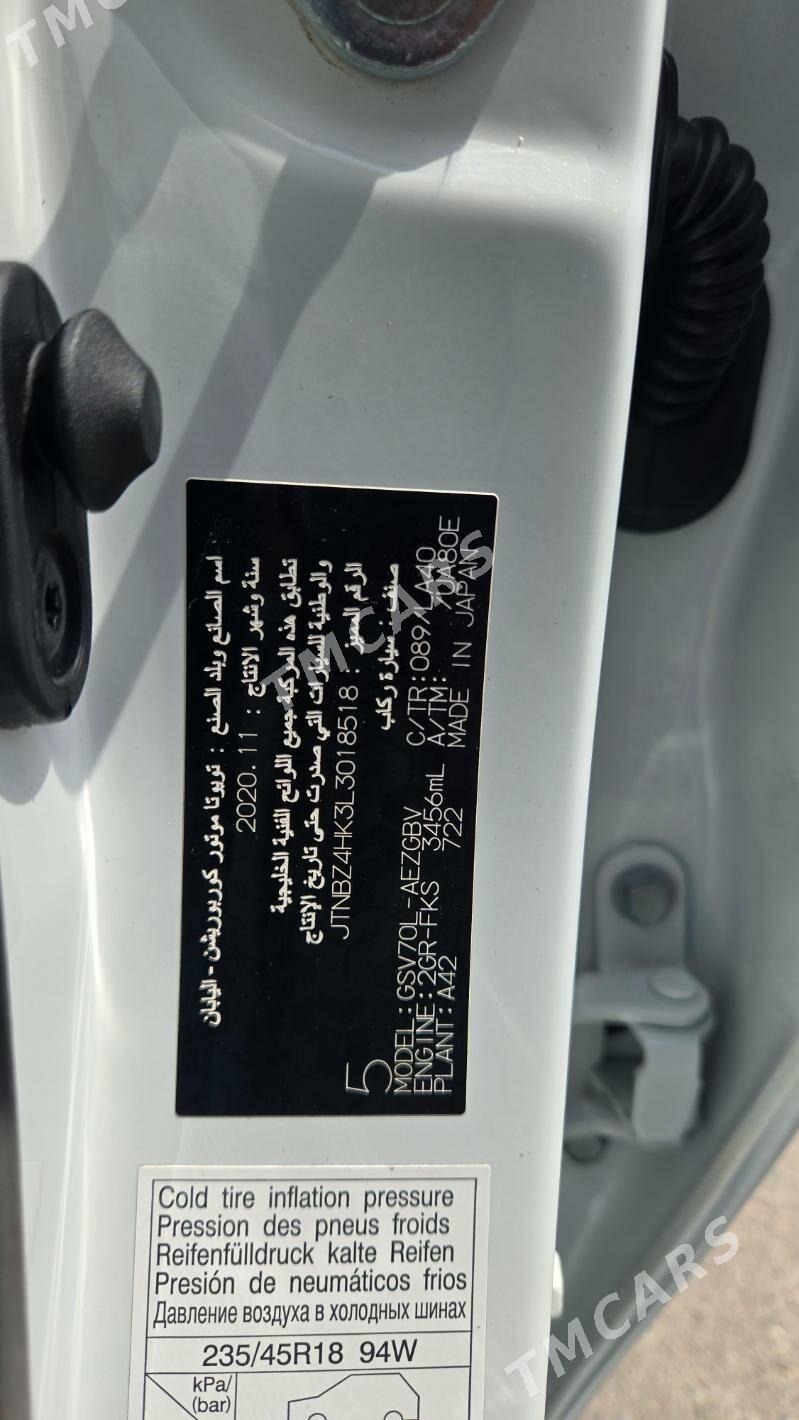 اسم الصانع وبلد الصنع : تويوتا موتور كوربوريشن - اليابان
سنة وشهر الإنتاج : 2020.11
تطابق هذه المركبة جميع اللوائح الفنية الخليجية
والوطنية للسيارات التي صدرت حتى تاريخ الإنتاج
الرقم المميز : JTNBZ4HK3L3018518
صنف : سيارة ركاب
5
MODEL:GSV70L-AEZGBV
ENGINE:2GR-FKS 3456mL
PLANT:A42 722
C/TR:089/LA40
A/TM: UA80E
MADE IN JAPAN
Cold tire inflation pressure
Pression des pneus froids
Reifenfülldruck kalte Reifen
Presión de neumáticos frios
Давление воздуха в холодных шинах
235/45R18 94W
kPa/
(bar)
TMCARS
TMCARS